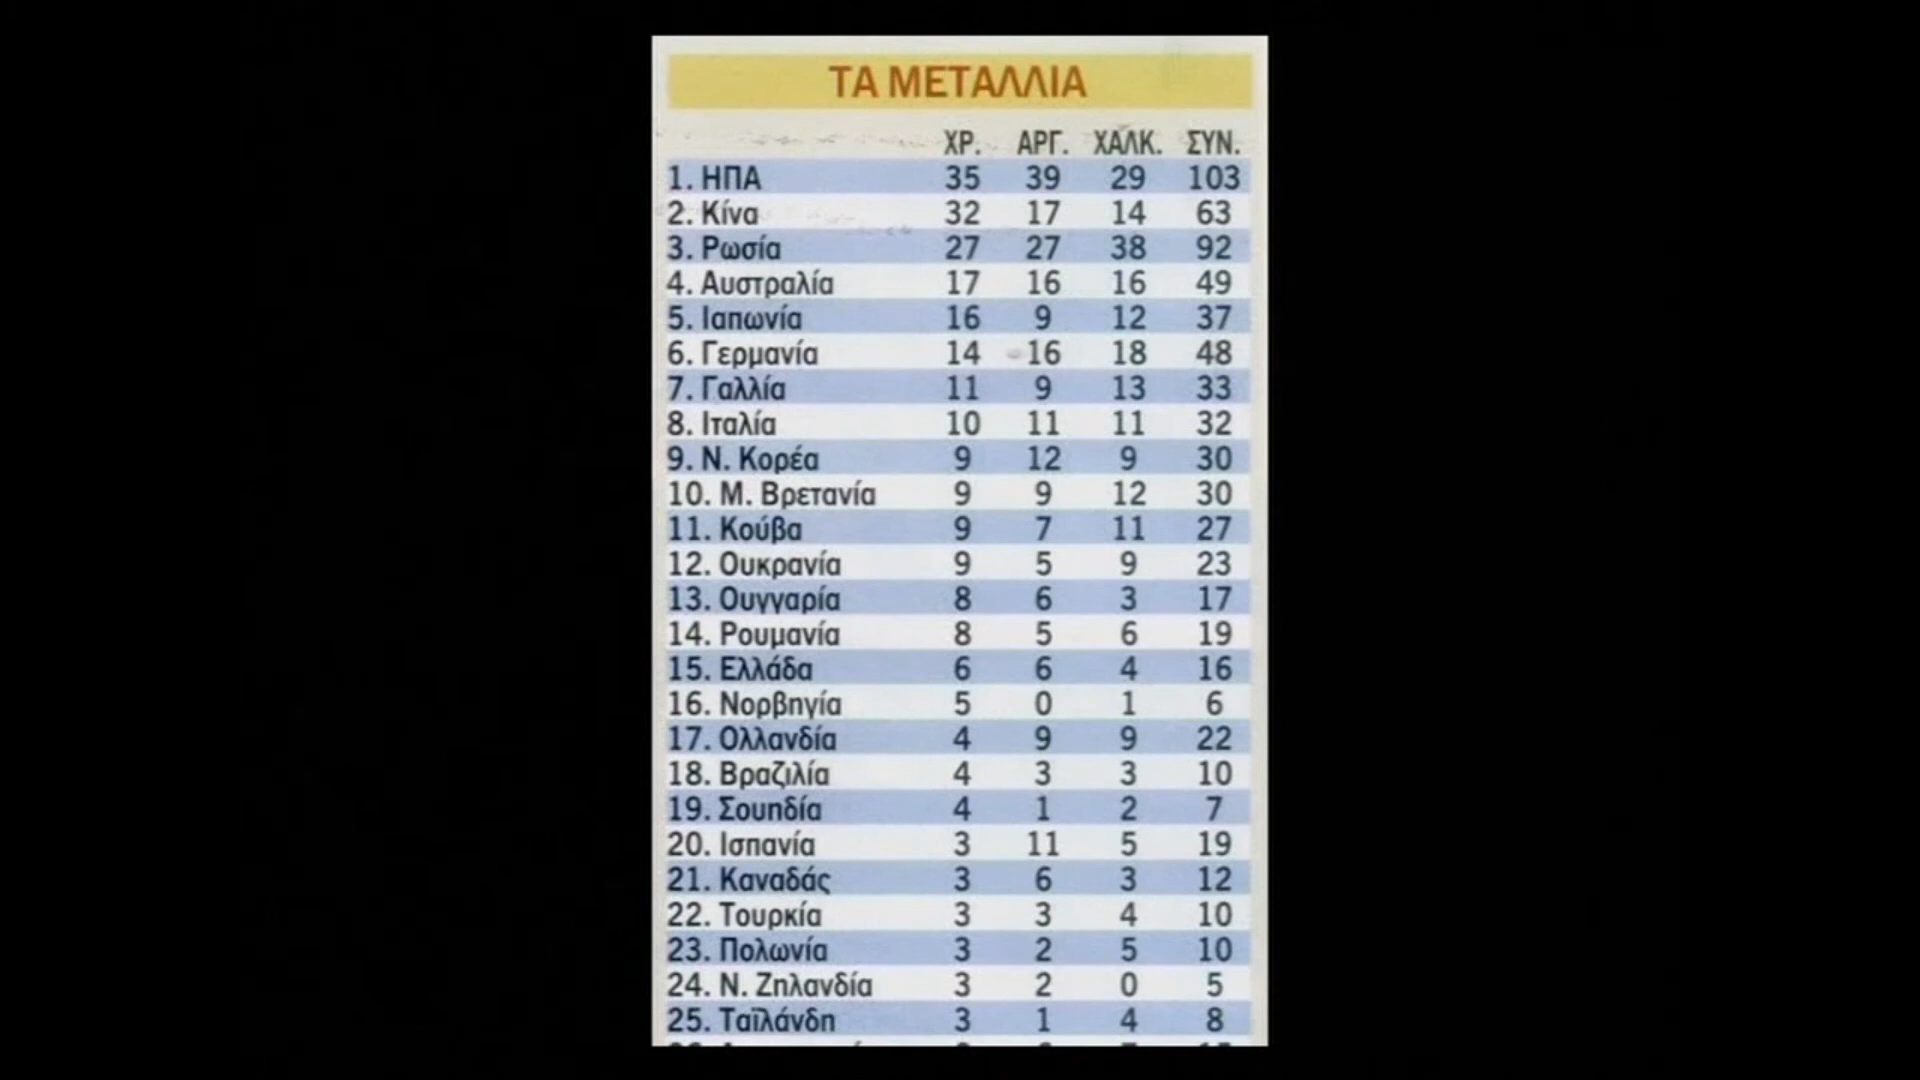 ΤΑ ΜΕΤΑΛΛΙΑ
ΧΡ. ΑΡΓ. ΧΑΛΚ. ΣΥΝ.
1. ΗΠΑ 35 39 29 103
2. Κίνα 32 17 14 63
3. Ρωσία 27 27 38 92
4. Αυστραλία 17 16 16 49
5. Ιαπωνία 16 9 12 37
6. Γερμανία 14 16 18 48
7. Γαλλία 11 9 13 33
8. Ιταλία 10 11 11 32
9. Ν. Κορέα 9 12 9 30
10. Μ. Βρετανία 9 9 12 30
11. Κούβα 9 7 11 27
12. Ουκρανία 9 5 9 23
13. Ουγγαρία 8 6 3 17
14. Ρουμανία 8 5 6 19
15. Ελλάδα 6 6 4 16
16. Νορβηγία 5 0 1 6
17. Ολλανδία 4 9 9 22
18. Βραζιλία 4 3 3 10
19. Σουηδία 4 1 2 7
20. Ισπανία 3 11 5 19
21. Καναδάς 3 6 3 12
22. Τουρκία 3 3 4 10
23. Πολωνία 3 2 5 10
24. Ν. Ζηλανδία 3 2 0 5
25. Ταϊλάνδη 3 1 4 8